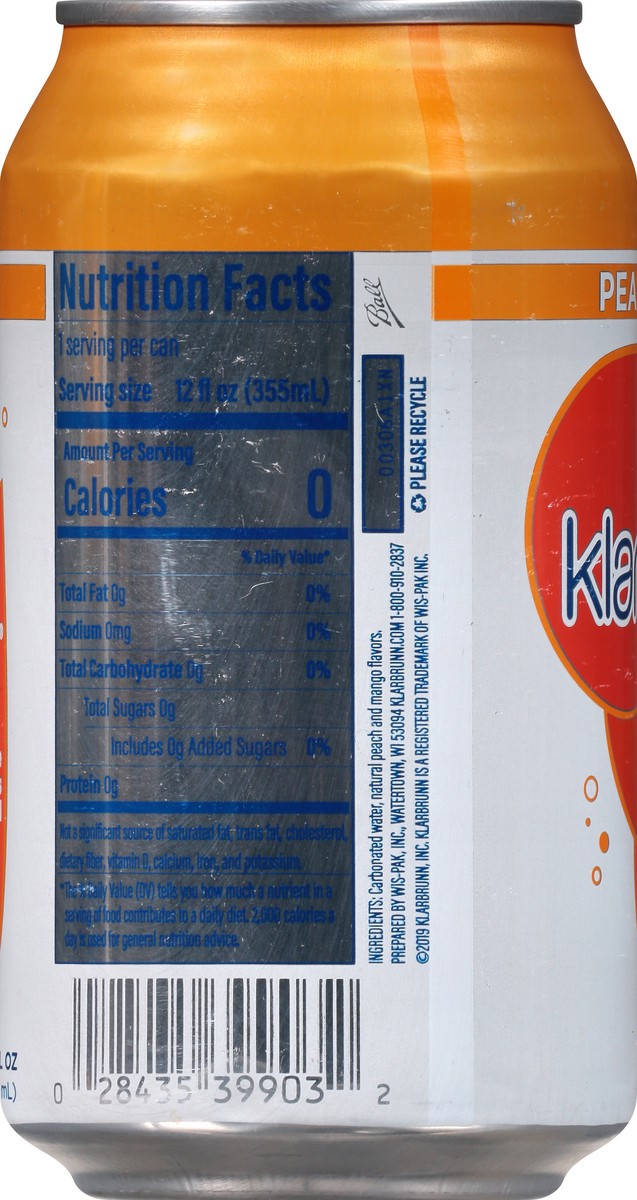 Nutrition Facts
1 serving per can
Serving size 12 fl oz (355mL)
Amount Per Serving
Calories 0
% Daily Value*
Total Fat 0g 0%
Sodium 0mg 0%
Total Carbohydrate 0g 0%
Total Sugars 0g
Includes 0g Added Sugars 0%
Protein 0g
Not a significant source of saturated fat, trans fat, cholesterol,
dietary fiber, vitamin D, calcium, iron, and potassium.
*The % Daily Value (DV) tells you how much a nutrient in a
serving of food contributes to a daily diet. 2,000 calories a
day is used for general nutrition advice.
Ball
PLEASE RECYCLE
INGREDIENTS: Carbonated water, natural peach and mango flavors.
PREPARED BY WIS-PAK, INC., WATERTOWN, WI 53094 KLARBRUNN.COM 1-800-910-2837
©2019 KLARBRUNN, INC. KLARBRUNN IS A REGISTERED TRADEMARK OF WIS-PAK INC.
PEA
kla
OZ
mL)
0 28435 39903 2